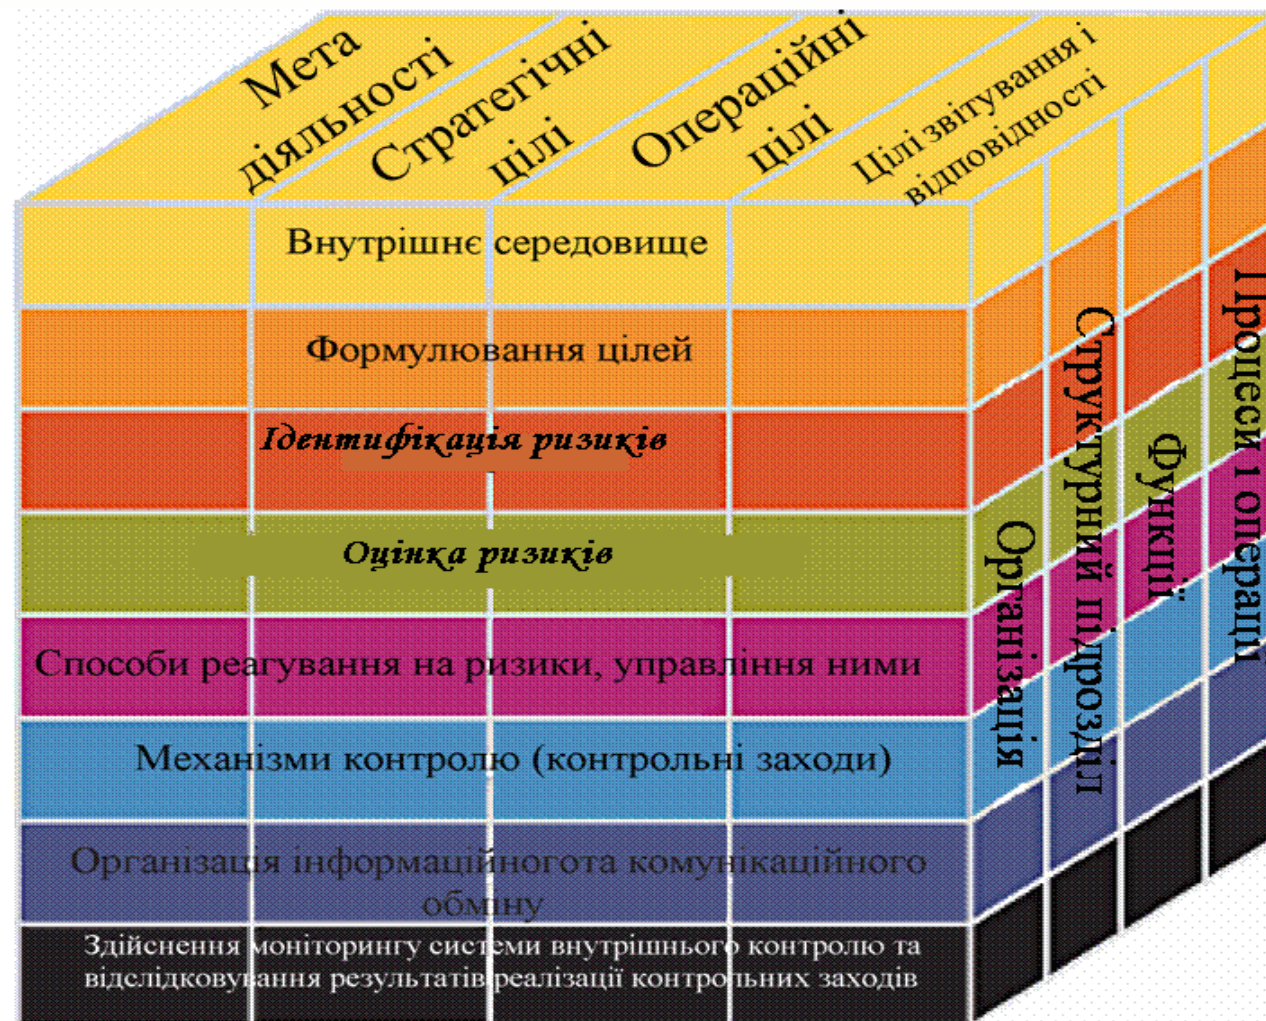 Мета
діяльності
Стратегічні
цілі
Операційні
цілі
Цілі звітування і
відповідності
Внутрішнє середовище
Формулювання цілей
Ідентифікація ризиків
Оцінка ризиків
Способи реагування на ризики, управління ними
Механізми контролю (контрольні заходи)
Організація інформаційногота комунікаційного
обміну
Здійснення моніторингу системи внутрішнього контролю та
відслідковування результатів реалізації контрольних заходів
Організація
Структурний підрозділ
Функції
Процеси і операції